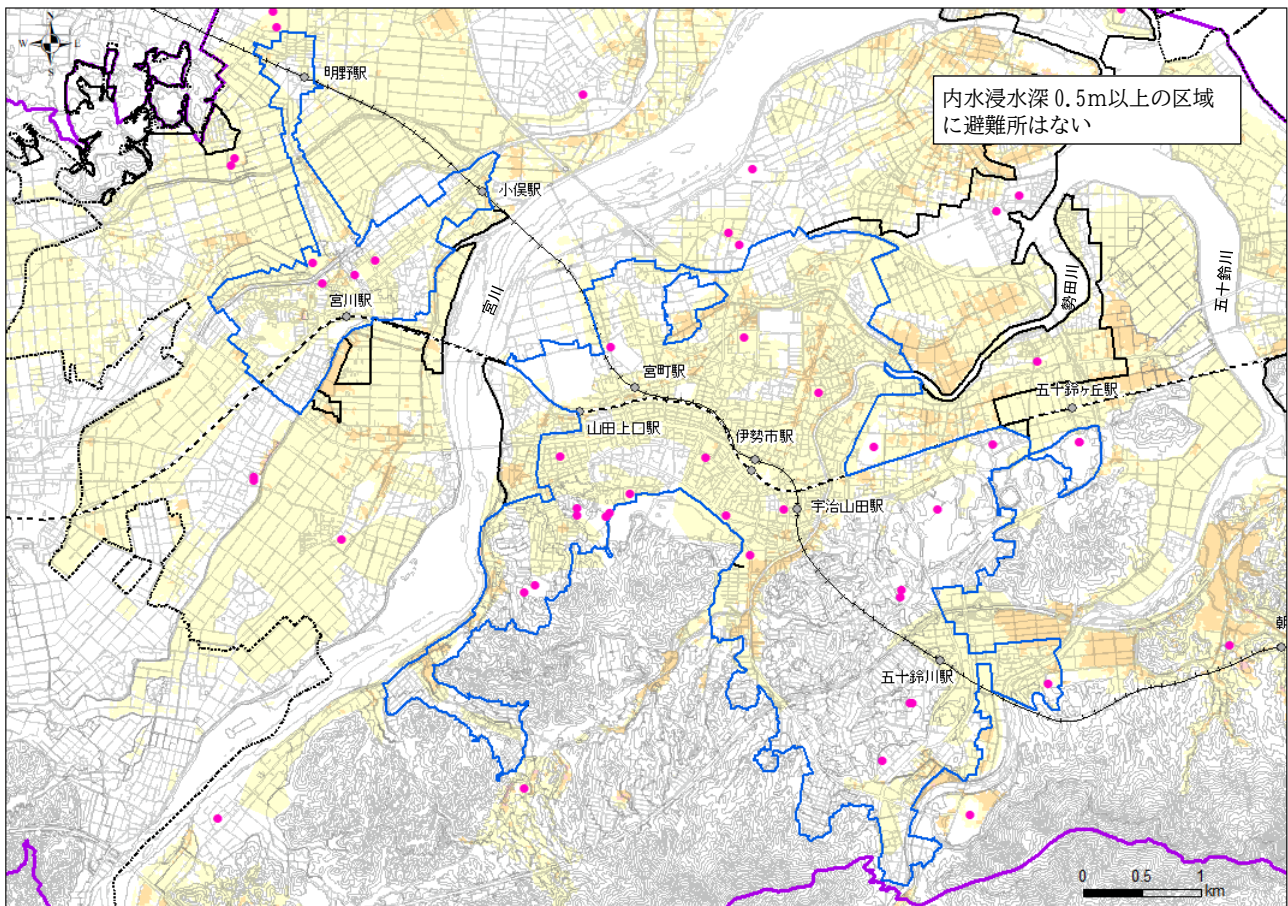 N
W
E
S
明野駅
内水浸水深0.5m以上の区域
に避難所はない
小俣駅
宮川駅
宮川
勢田川
五十鈴川
宮町駅
山田上口駅
伊勢市駅
五十鈴ヶ丘駅
宇治山田駅
五十鈴川駅
朝
0 0.5 1
km